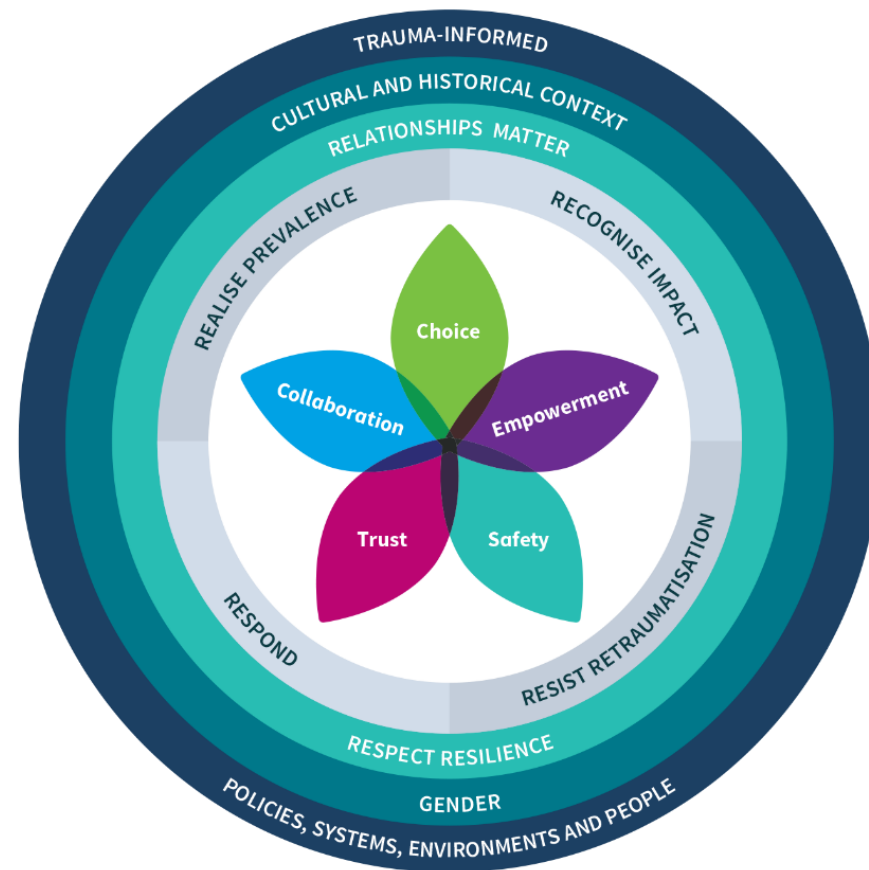 TRAUMA-INFORMED
CULTURAL AND HISTORICAL CONTEXT
RELATIONSHIPS MATTER
REALISE PREVALENCE
RECOGNISE IMPACT
Choice
Collaboration
Empowerment
Trust
Safety
RESPOND
RESIST RETRAUMATISATION
RESPECT RESILIENCE
GENDER
POLICIES, SYSTEMS, ENVIRONMENTS AND PEOPLE